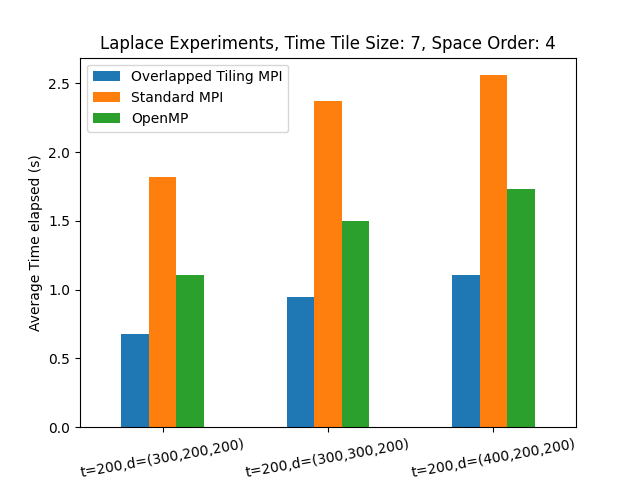 Laplace Experiments, Time Tile Size: 7, Space Order: 4
Overlapped Tiling MPI
Standard MPI
OpenMP
Average Time elapsed (s)
2.5
2.0
1.5
1.0
0.5
0.0
t=200,d=(300,200,200)
t=200,d=(300,300,200)
t=200,d=(400,200,200)